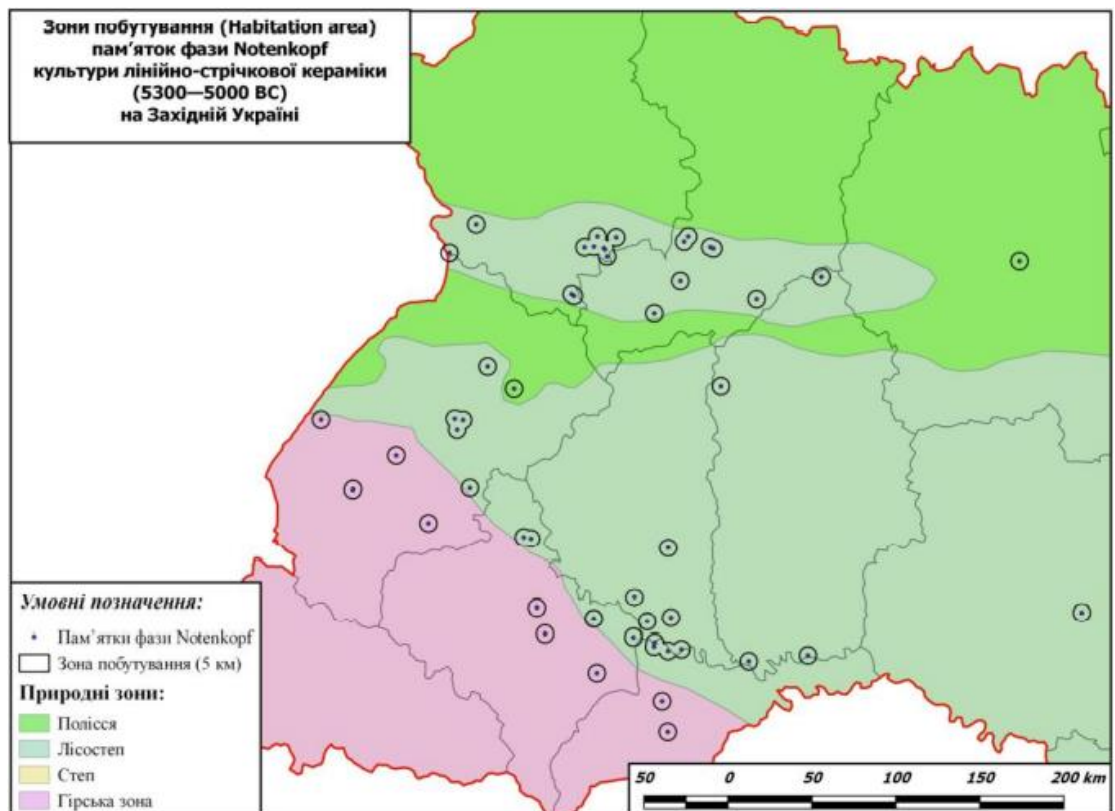 Зони побутування (Habitation area)
пам’яток фази Notenkopf
культури лінійно-стрічкової кераміки
(5300—5000 BC)
на Західній Україні
Умовні позначення:
Пам’ятки фази Notenkopf
Зона побутування (5 км)
Природні зони:
Полісся
Лісостеп
Степ
Гірська зона
50 0 50 100 150 200 km